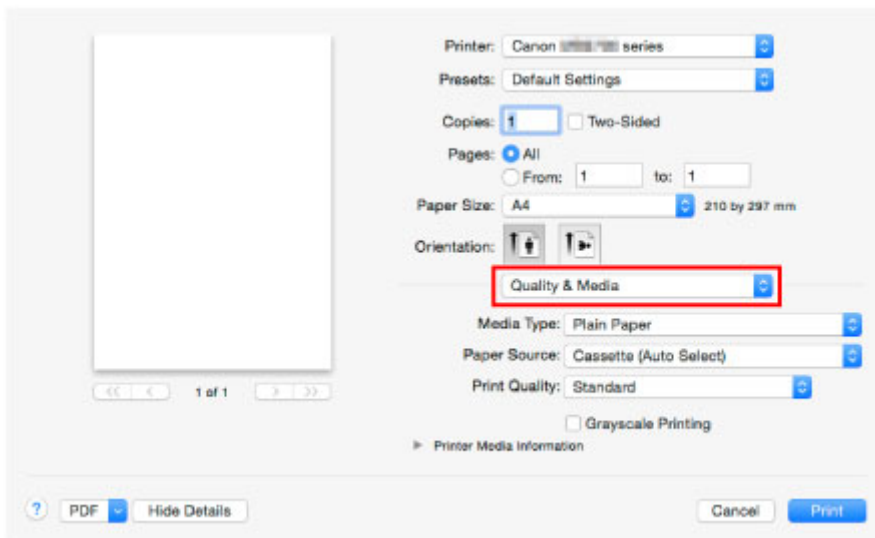 Printer: Canon series
Presets: Default Settings
Copies: 1 Two-Sided
Pages: All
From: 1 to: 1
Paper Size: A4 210 by 297 mm
Orientation:
Quality & Media
Media Type: Plain Paper
Paper Source: Cassette (Auto Select)
Print Quality: Standard
1 of 1
Grayscale Printing
Printer Media Information
? PDF Hide Details Cancel Print